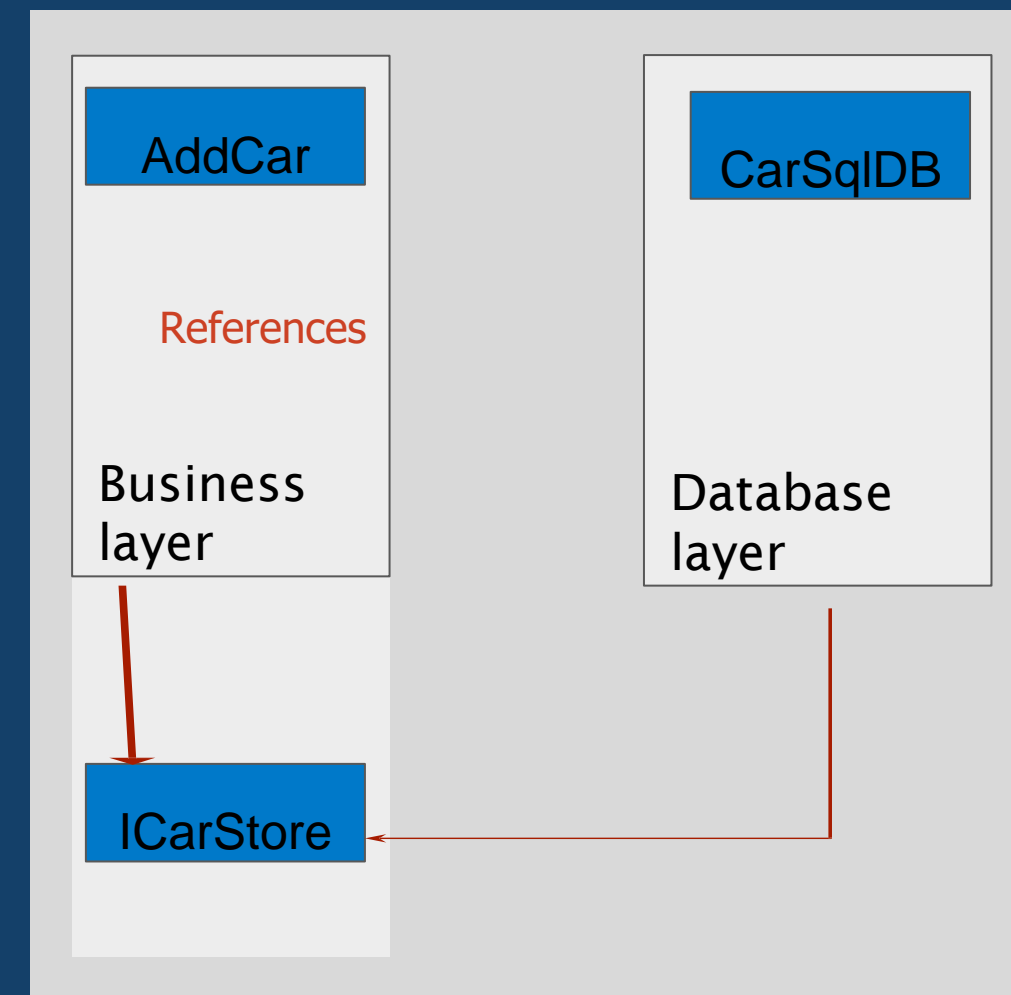 AddCar
CarSqlDB
References
Business
layer
Database
layer
ICarStore